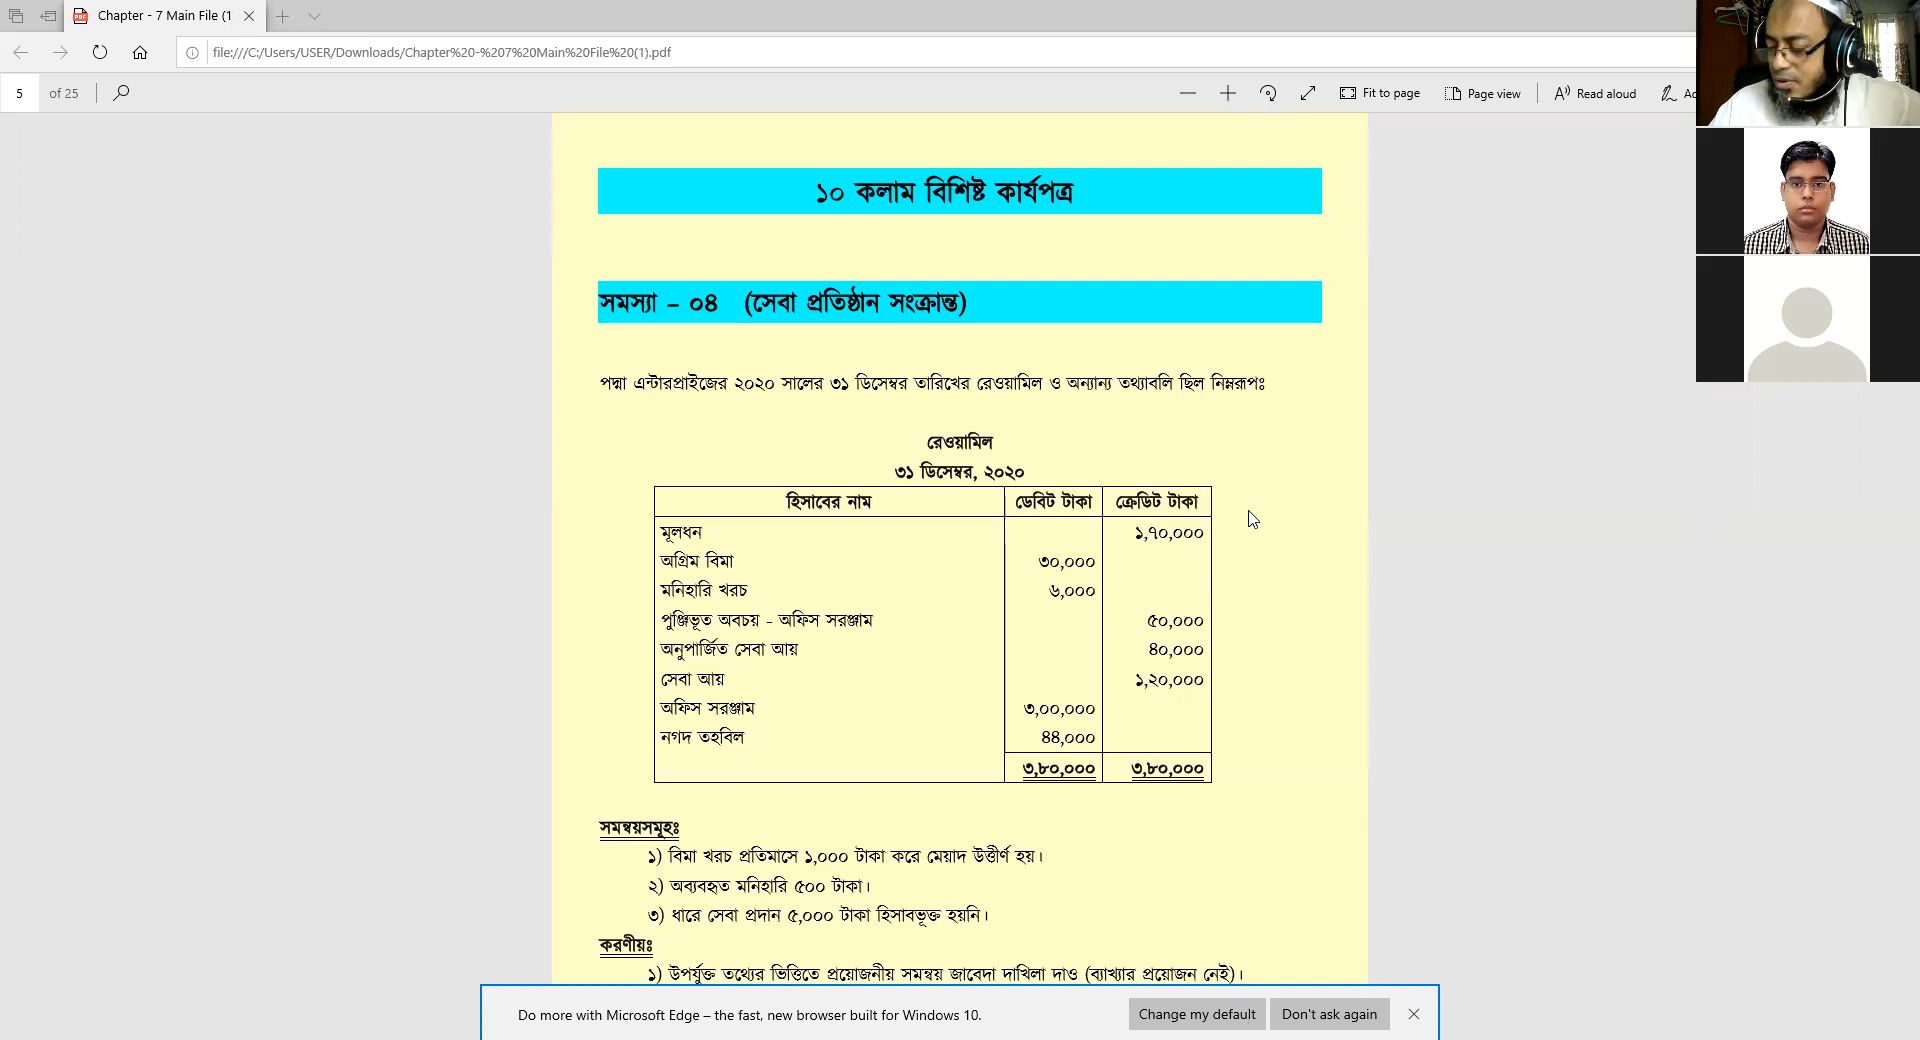 Chapter - 7 Main File (1
file:///C:/Users/USER/Downloads/Chapter%20-%207%20Main%20File%20(1).pdf
5 of 25
Fit to page Page view Read aloud
১০ কলাম বিশিষ্ট কার্যপত্র
সমস্যা – ০৪ (সেবা প্রতিষ্ঠান সংক্রান্ত)
পদ্মা এন্টারপ্রাইজের ২০২০ সালের ৩১ ডিসেম্বর তারিখের রেওয়ামিল ও অন্যান্য তথ্যাবলি ছিল নিম্নরূপঃ
রেওয়ামিল
৩১ ডিসেম্বর, ২০২০
হিসাবের নাম ডেবিট টাকা ক্রেডিট টাকা
মূলধন ১,৭০,০০০
অগ্রিম বিমা ৩০,০০০
মনিহারি খরচ ৬,০০০
পুঞ্জিভূত অবচয় - অফিস সরঞ্জাম ৫০,০০০
অনুপার্জিত সেবা আয় ৪০,০০০
সেবা আয় ১,২০,০০০
অফিস সরঞ্জাম ৩,০০,০০০
নগদ তহবিল ৪৪,০০০
৩,৮০,০০০ ৩,৮০,০০০
সমন্বয়সমূহঃ
১) বিমা খরচ প্রতিমাসে ১,০০০ টাকা করে মেয়াদ উত্তীর্ণ হয়।
২) অব্যবহৃত মনিহারি ৫০০ টাকা।
৩) ধারে সেবা প্রদান ৫,০০০ টাকা হিসাবভূক্ত হয়নি।
করণীয়ঃ
১) উপর্যুক্ত তথ্যের ভিত্তিতে প্রয়োজনীয় সমন্বয় জাবেদা দাখিলা দাও (ব্যাখ্যার প্রয়োজন নেই)।
Do more with Microsoft Edge – the fast, new browser built for Windows 10. Change my default Don't ask again